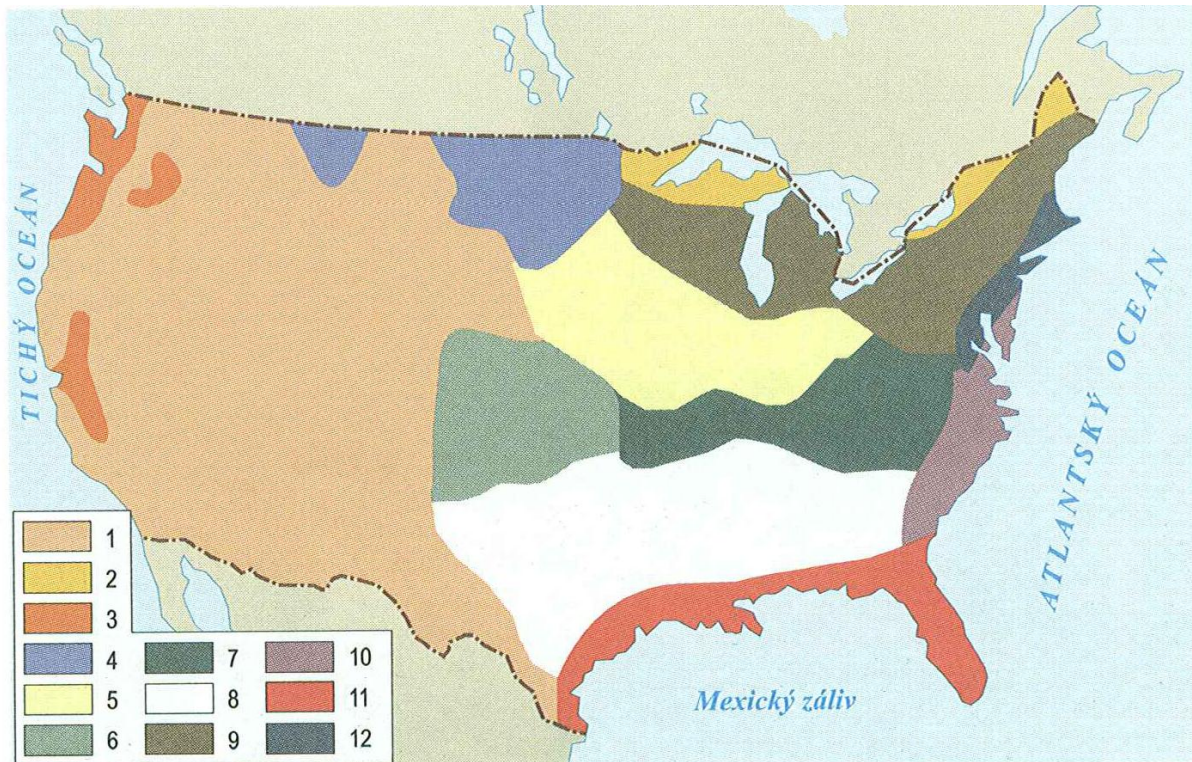 TICHÝ OCEÁN
ATLANTSKÝ OCEÁN
Mexický záliv
1
2
3
4 7 10
5 8 11
6 9 12